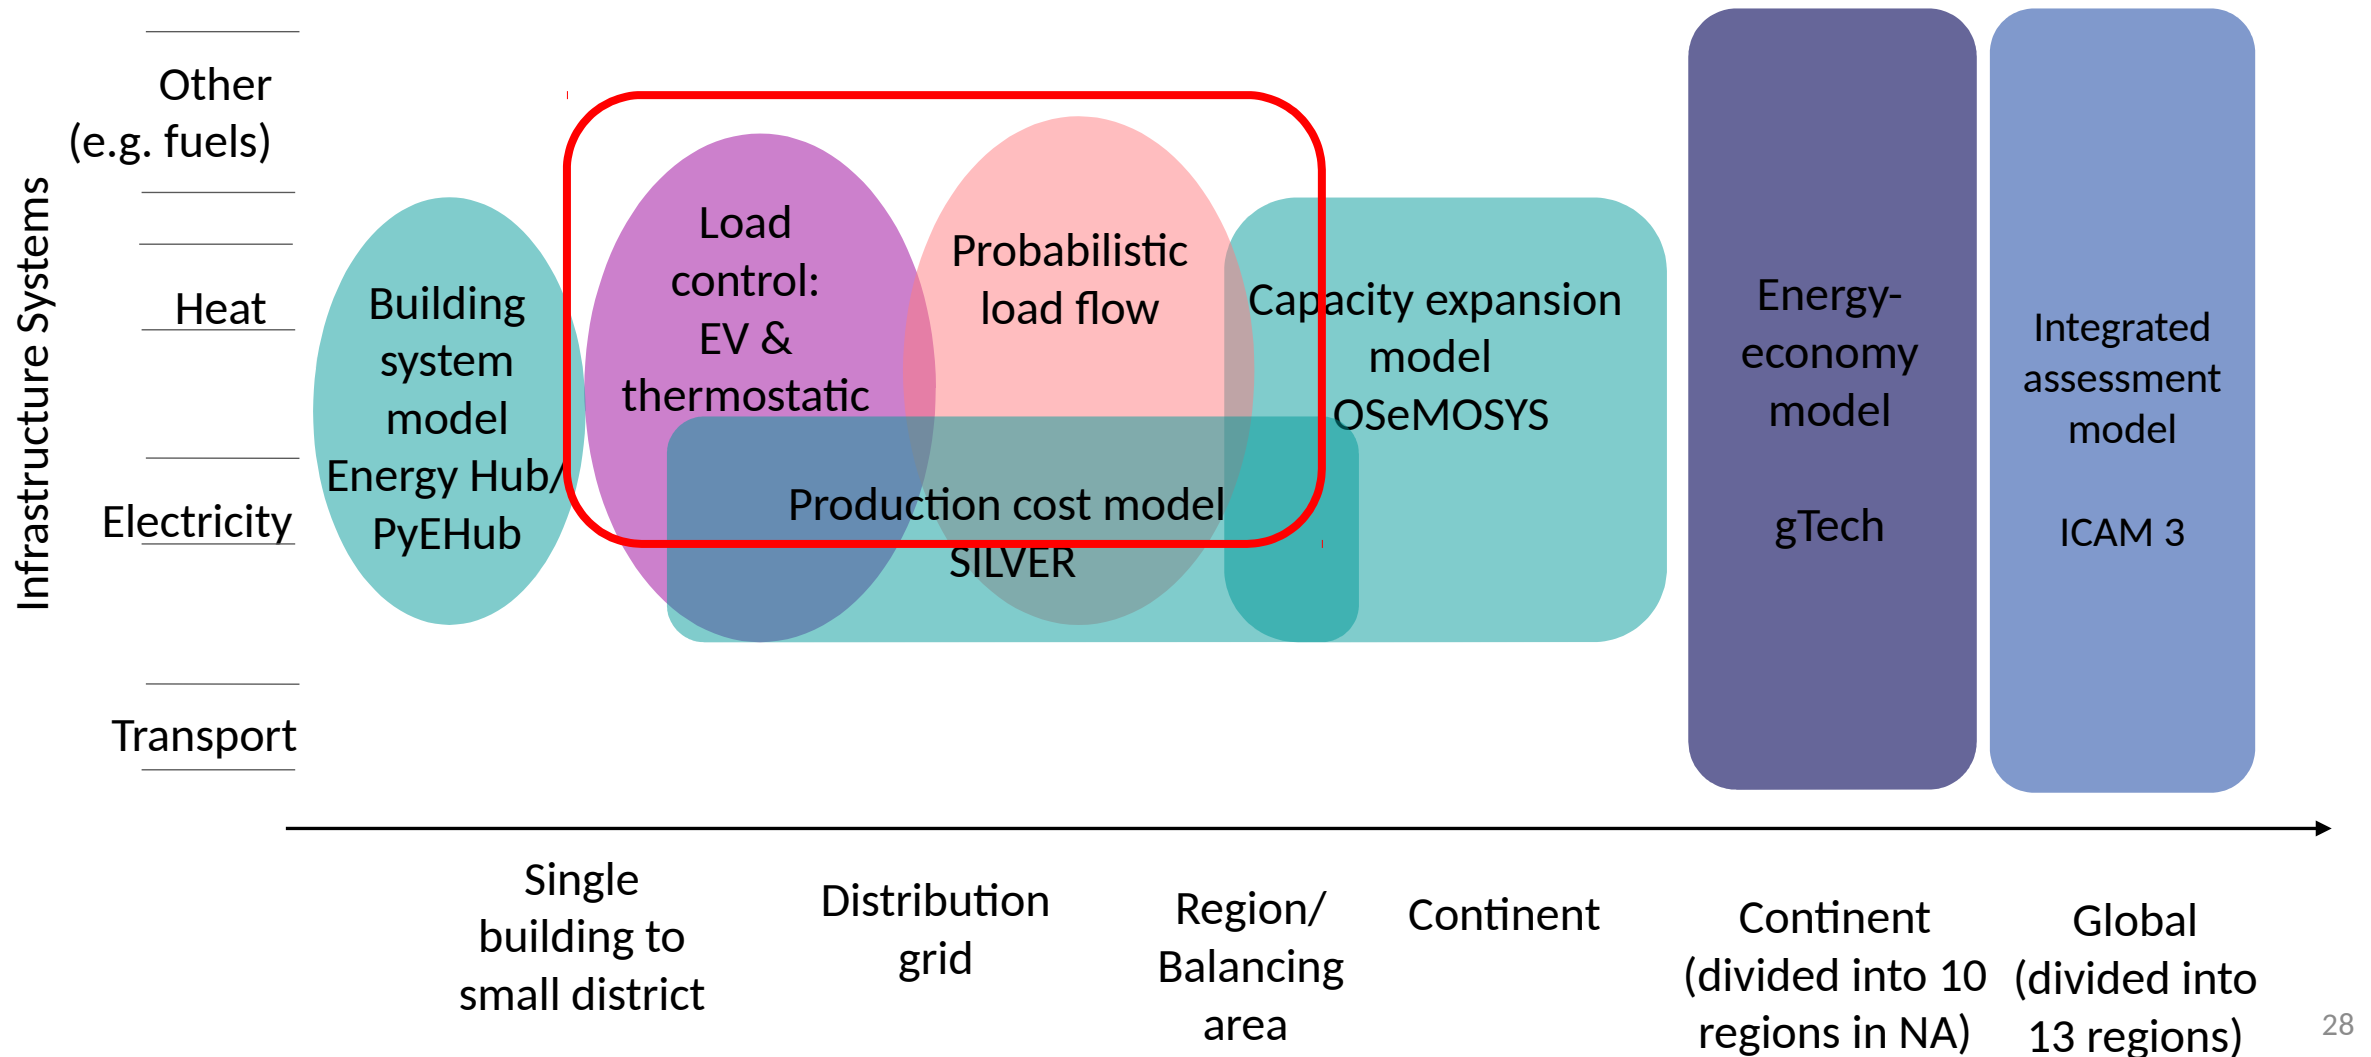 Infrastructure Systems
Other
(e.g. fuels)
Heat
Electricity
Transport
Building
system
model
Energy Hub/
PyEHub
Load
control:
EV &
thermostatic
Probabilistic
load flow
Production cost model
SILVER
Capacity expansion
model
OSeMOSYS
Energy-
economy
model
gTech
Integrated
assessment
model
ICAM 3
Single
building to
small district
Distribution
grid
Region/
Balancing
area
Continent
Continent
(divided into 10
regions in NA)
Global
(divided into
13 regions)
28